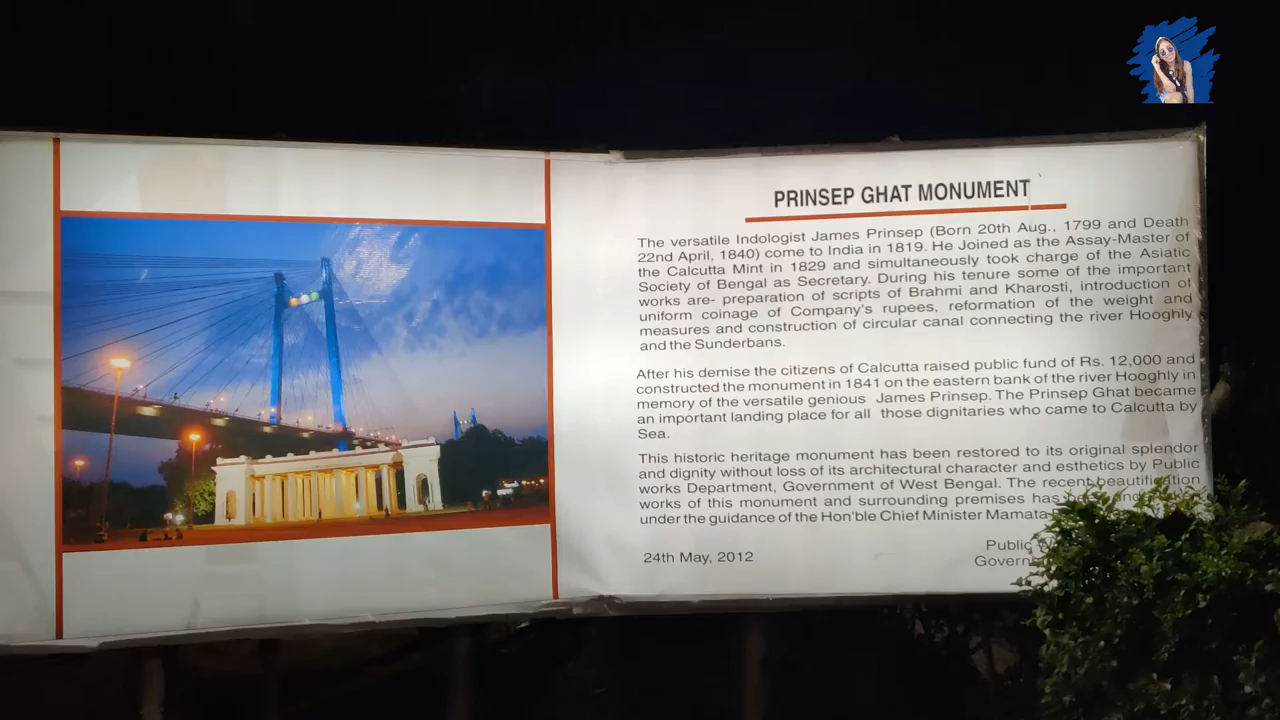 PRINSEP GHAT MONUMENT
The versatile Indologist James Prinsep (Born 20th Aug., 1799 and Death
22nd April, 1840) come to India in 1819. He Joined as the Assay-Master of
the Calcutta Mint in 1829 and simultaneously took charge of the Asiatic
Society of Bengal as Secretary. During his tenure some of the important
works are- preparation of scripts of Brahmi and Kharosti, introduction of
uniform coinage of Company's rupees, reformation of the weight and
measures and construction of circular canal connecting the river Hooghly
and the Sunderbans.
After his demise the citizens of Calcutta raised public fund of Rs. 12,000 and
constructed the monument in 1841 on the eastern bank of the river Hooghly in
memory of the versatile genious James Prinsep. The Prinsep Ghat became
an important landing place for all those dignitaries who came to Calcutta by
Sea.
This historic heritage monument has been restored to its original splendor
and dignity without loss of its architectural character and esthetics by Public
works Department, Government of West Bengal. The recent beautification
works of this monument and surrounding premises has
under the guidance of the Hon'ble Chief Minister Mamata
24th May, 2012
Public